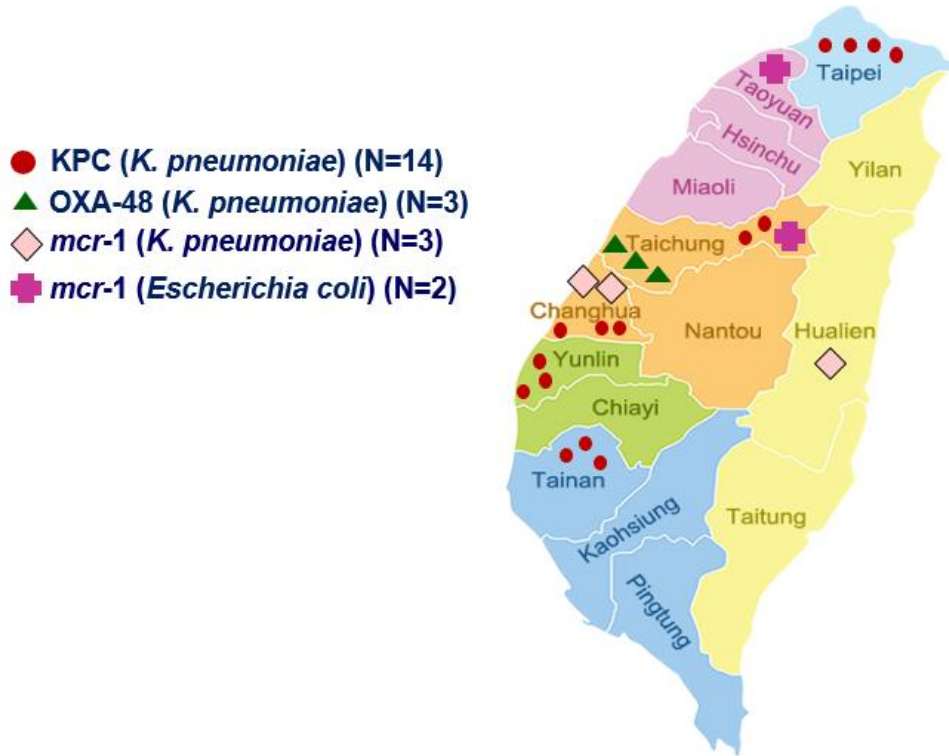 KPC (K. pneumoniae) (N=14)
OXA-48 (K. pneumoniae) (N=3)
mcr-1 (K. pneumoniae) (N=3)
mcr-1 (Escherichia coli) (N=2)
Taipei
Taoyuan
Hsinchu
Yilan
Miaoli
Taichung
Changhua
Nantou
Hualien
Yunlin
Chiayi
Tainan
Kaohsiung
Taitung
Pingtung